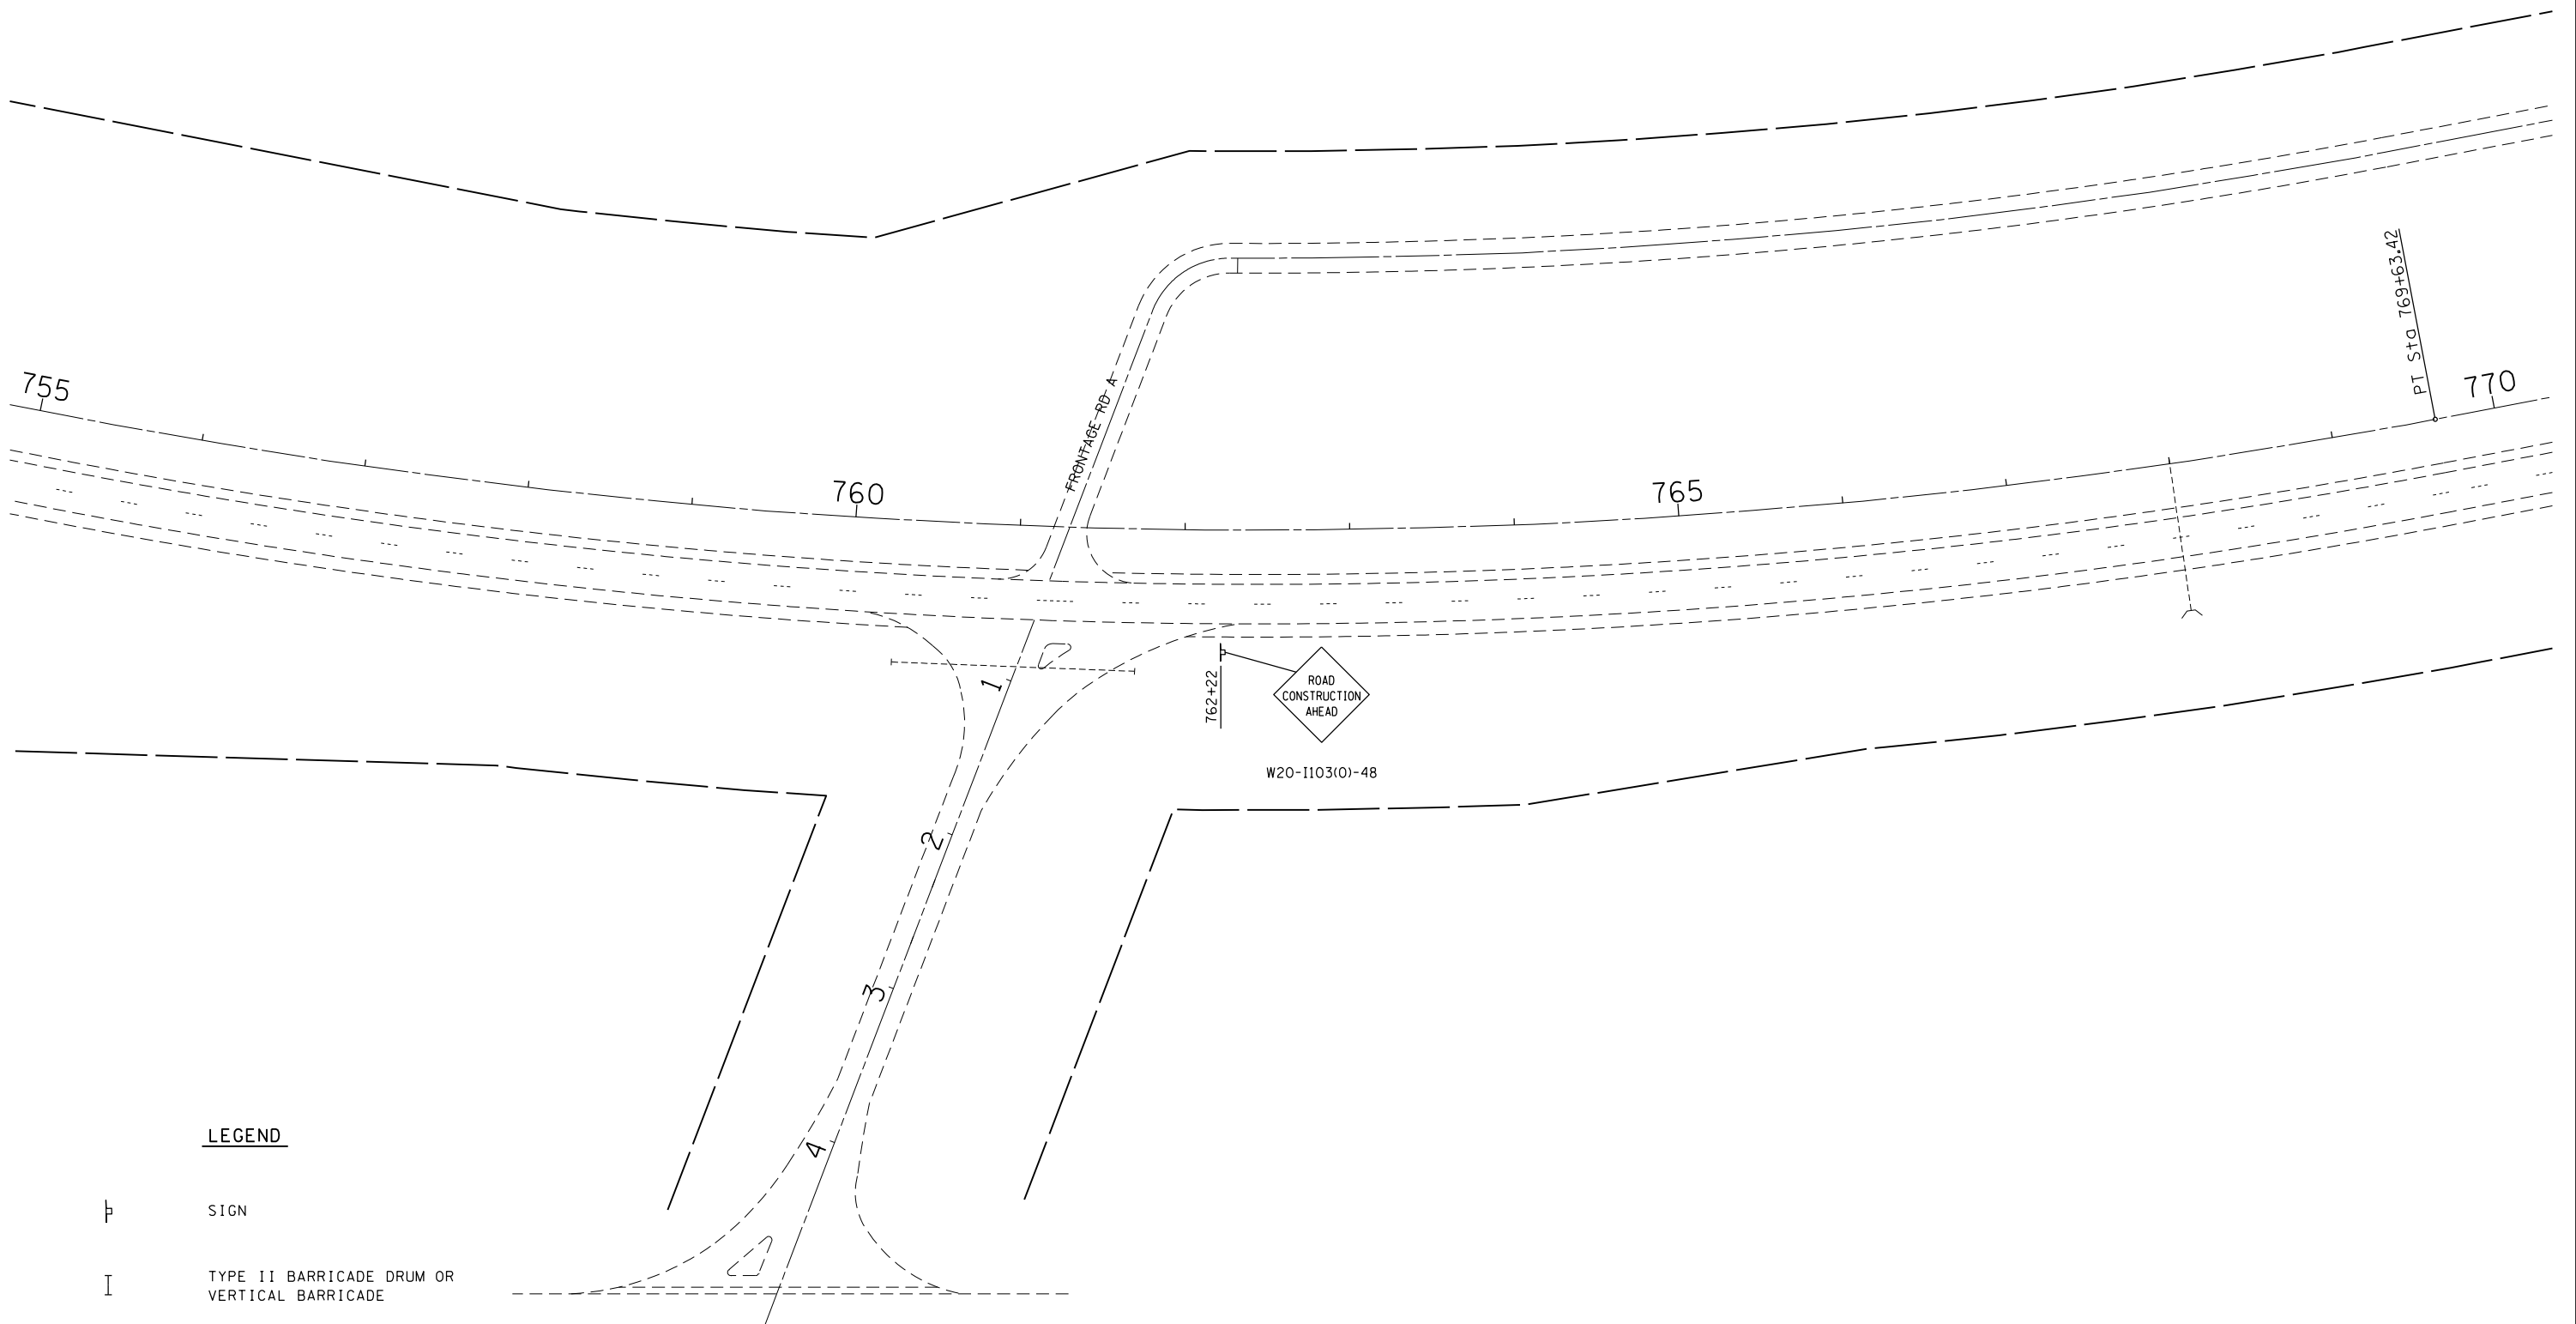 755
760
765
770
PT Sta 769+63.42
FRONTAGE RD A
1
2
3
4
762+22
ROAD
CONSTRUCTION
AHEAD
W20-I103(0)-48
LEGEND
SIGN
TYPE II BARRICADE DRUM OR
VERTICAL BARRICADE